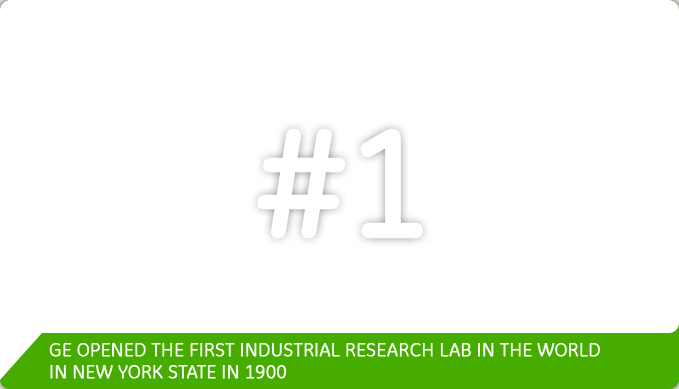 #1
GE OPENED THE FIRST INDUSTRIAL RESEARCH LAB IN THE WORLD
IN NEW YORK STATE IN 1900